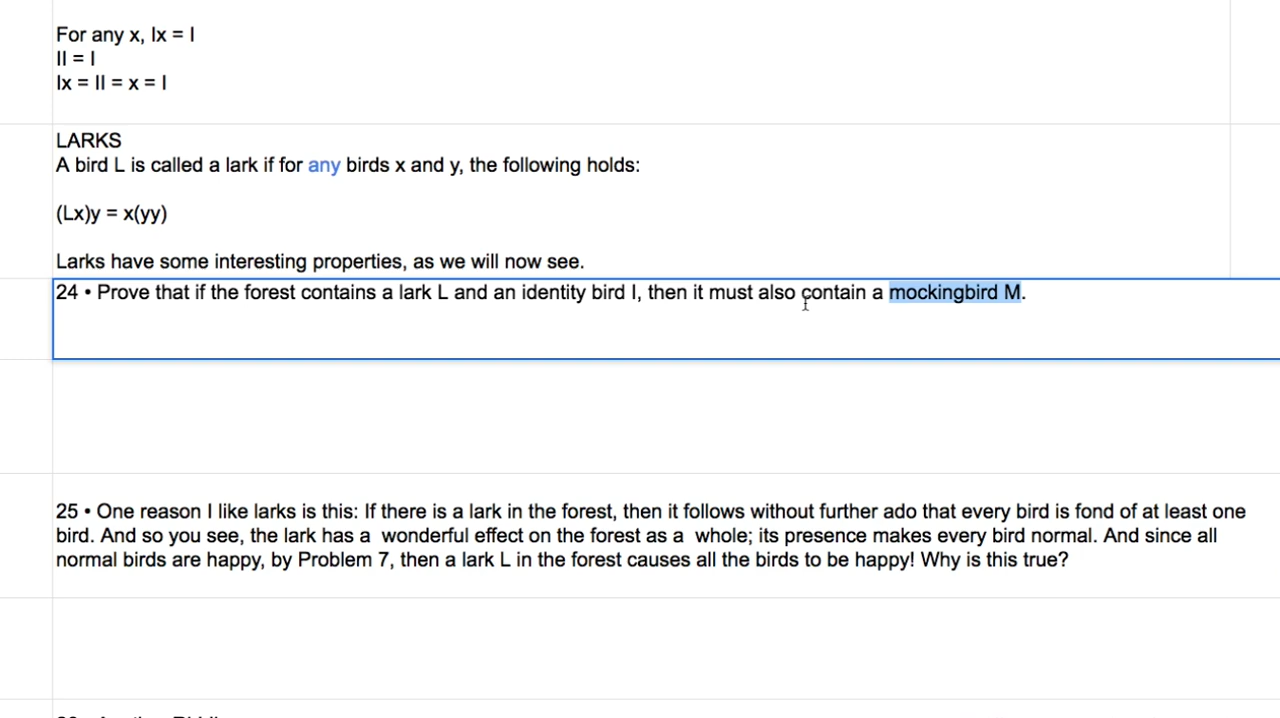 For any x, Ix = I
II = I
Ix = II = x = I
LARKS
A bird L is called a lark if for any birds x and y, the following holds:
(Lx)y = x(yy)
Larks have some interesting properties, as we will now see.
24 • Prove that if the forest contains a lark L and an identity bird I, then it must also contain a mockingbird M.
25 • One reason I like larks is this: If there is a lark in the forest, then it follows without further ado that every bird is fond of at least one
bird. And so you see, the lark has a  wonderful effect on the forest as a  whole; its presence makes every bird normal. And since all
normal birds are happy, by Problem 7, then a lark L in the forest causes all the birds to be happy! Why is this true?